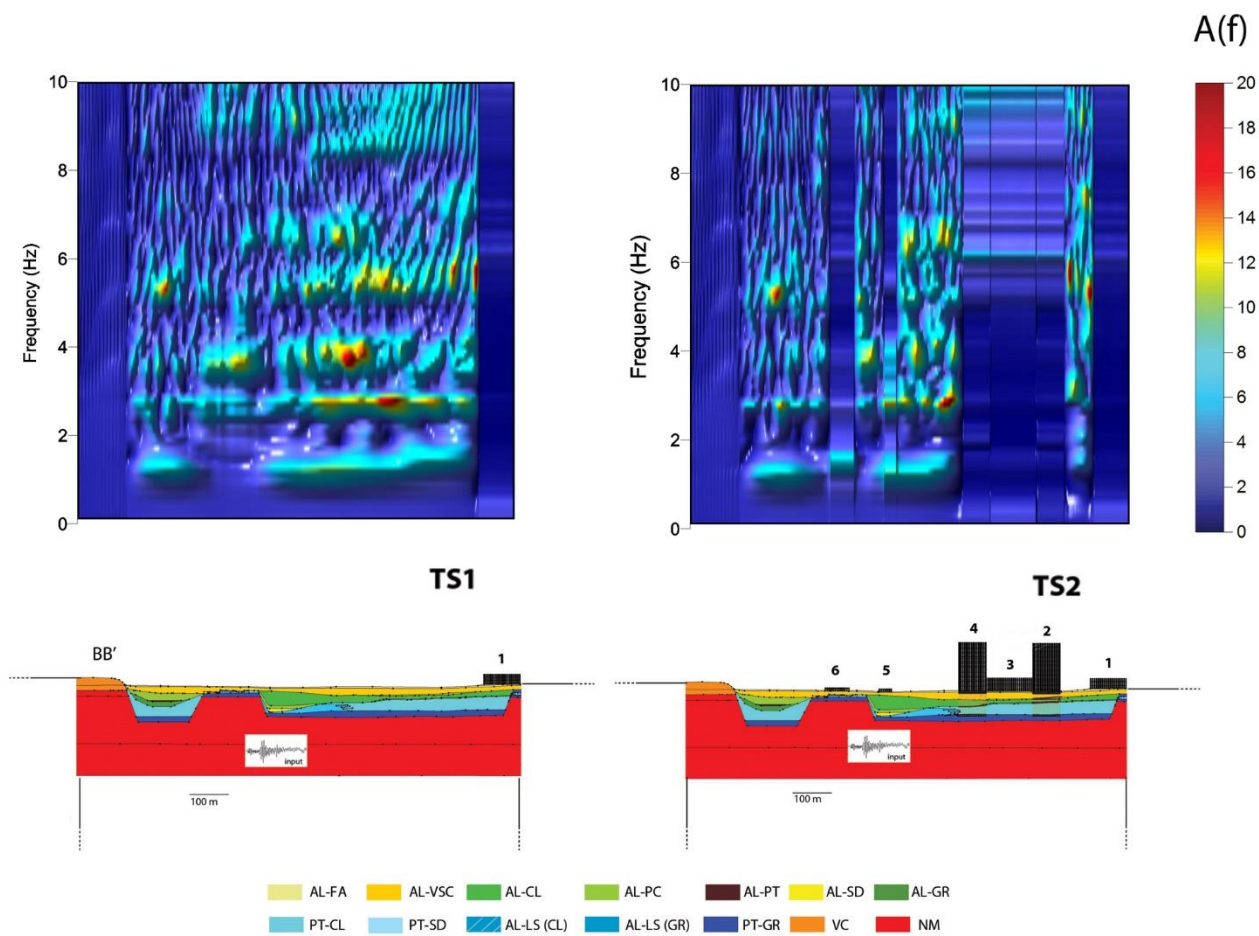 A(f)
10
8
6
4
2
0
Frequency (Hz)
10
8
6
4
2
0
Frequency (Hz)
20
18
16
14
12
10
8
6
4
2
0
TS1
TS2
BB'
1
input
100 m
4
2
3
1
6
5
input
100 m
AL-FA AL-VSC AL-CL AL-PC AL-PT AL-SD AL-GR
PT-CL PT-SD AL-LS (CL) AL-LS (GR) PT-GR VC NM